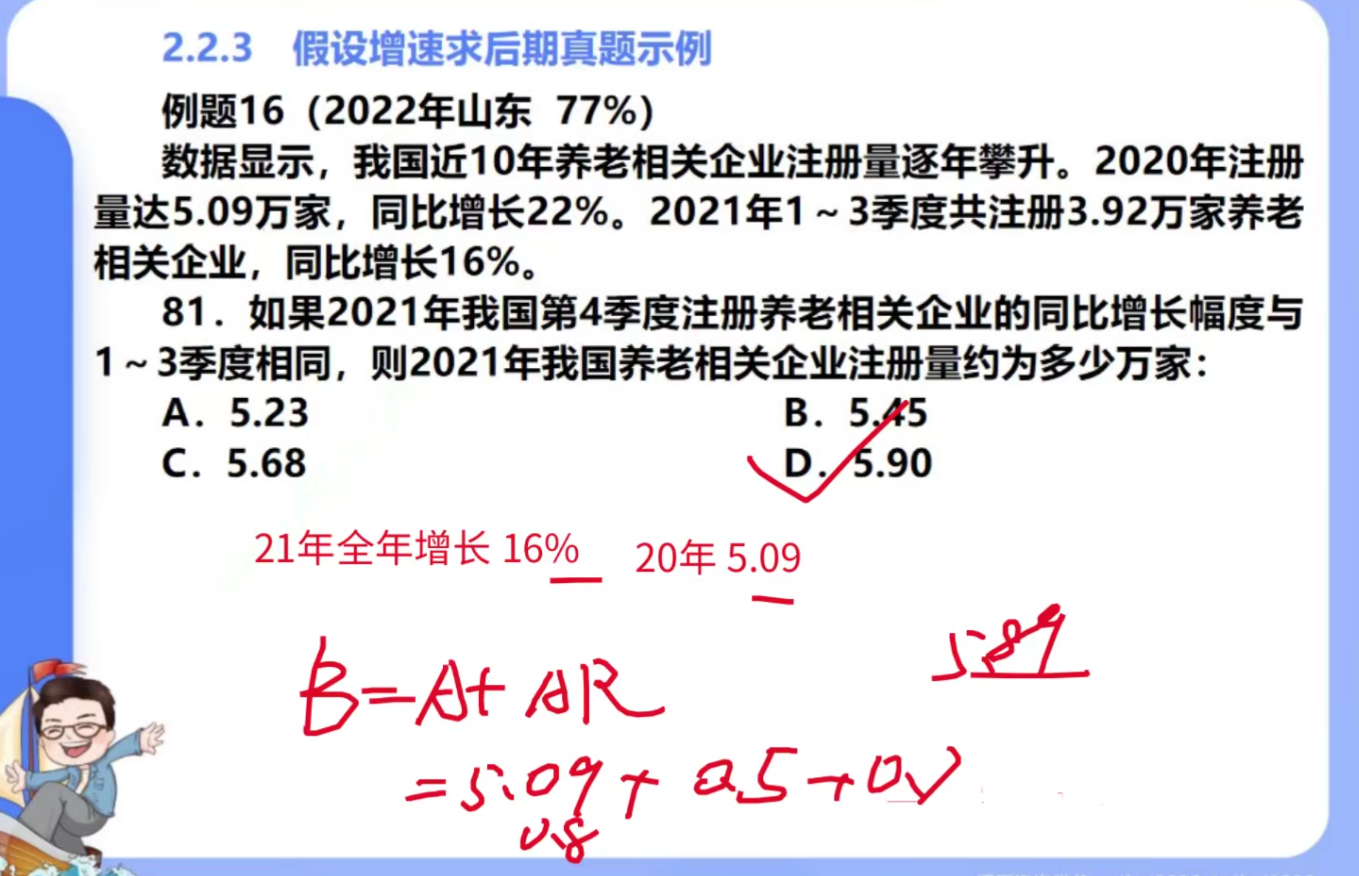 2.2.3 假设增速求后期真题示例
例题16（2022年山东 77%）
数据显示，我国近10年养老相关企业注册量逐年攀升。2020年注册
量达5.09万家，同比增长22%。2021年1～3季度共注册3.92万家养老
相关企业，同比增长16%。
81．如果2021年我国第4季度注册养老相关企业的同比增长幅度与
1～3季度相同，则2021年我国养老相关企业注册量约为多少万家：
A．5.23 B．5.45
C．5.68 D．5.90
21年全年增长 16% 20年 5.09
5.89
B=A+AR
=5.09+0.5+0.
0.8